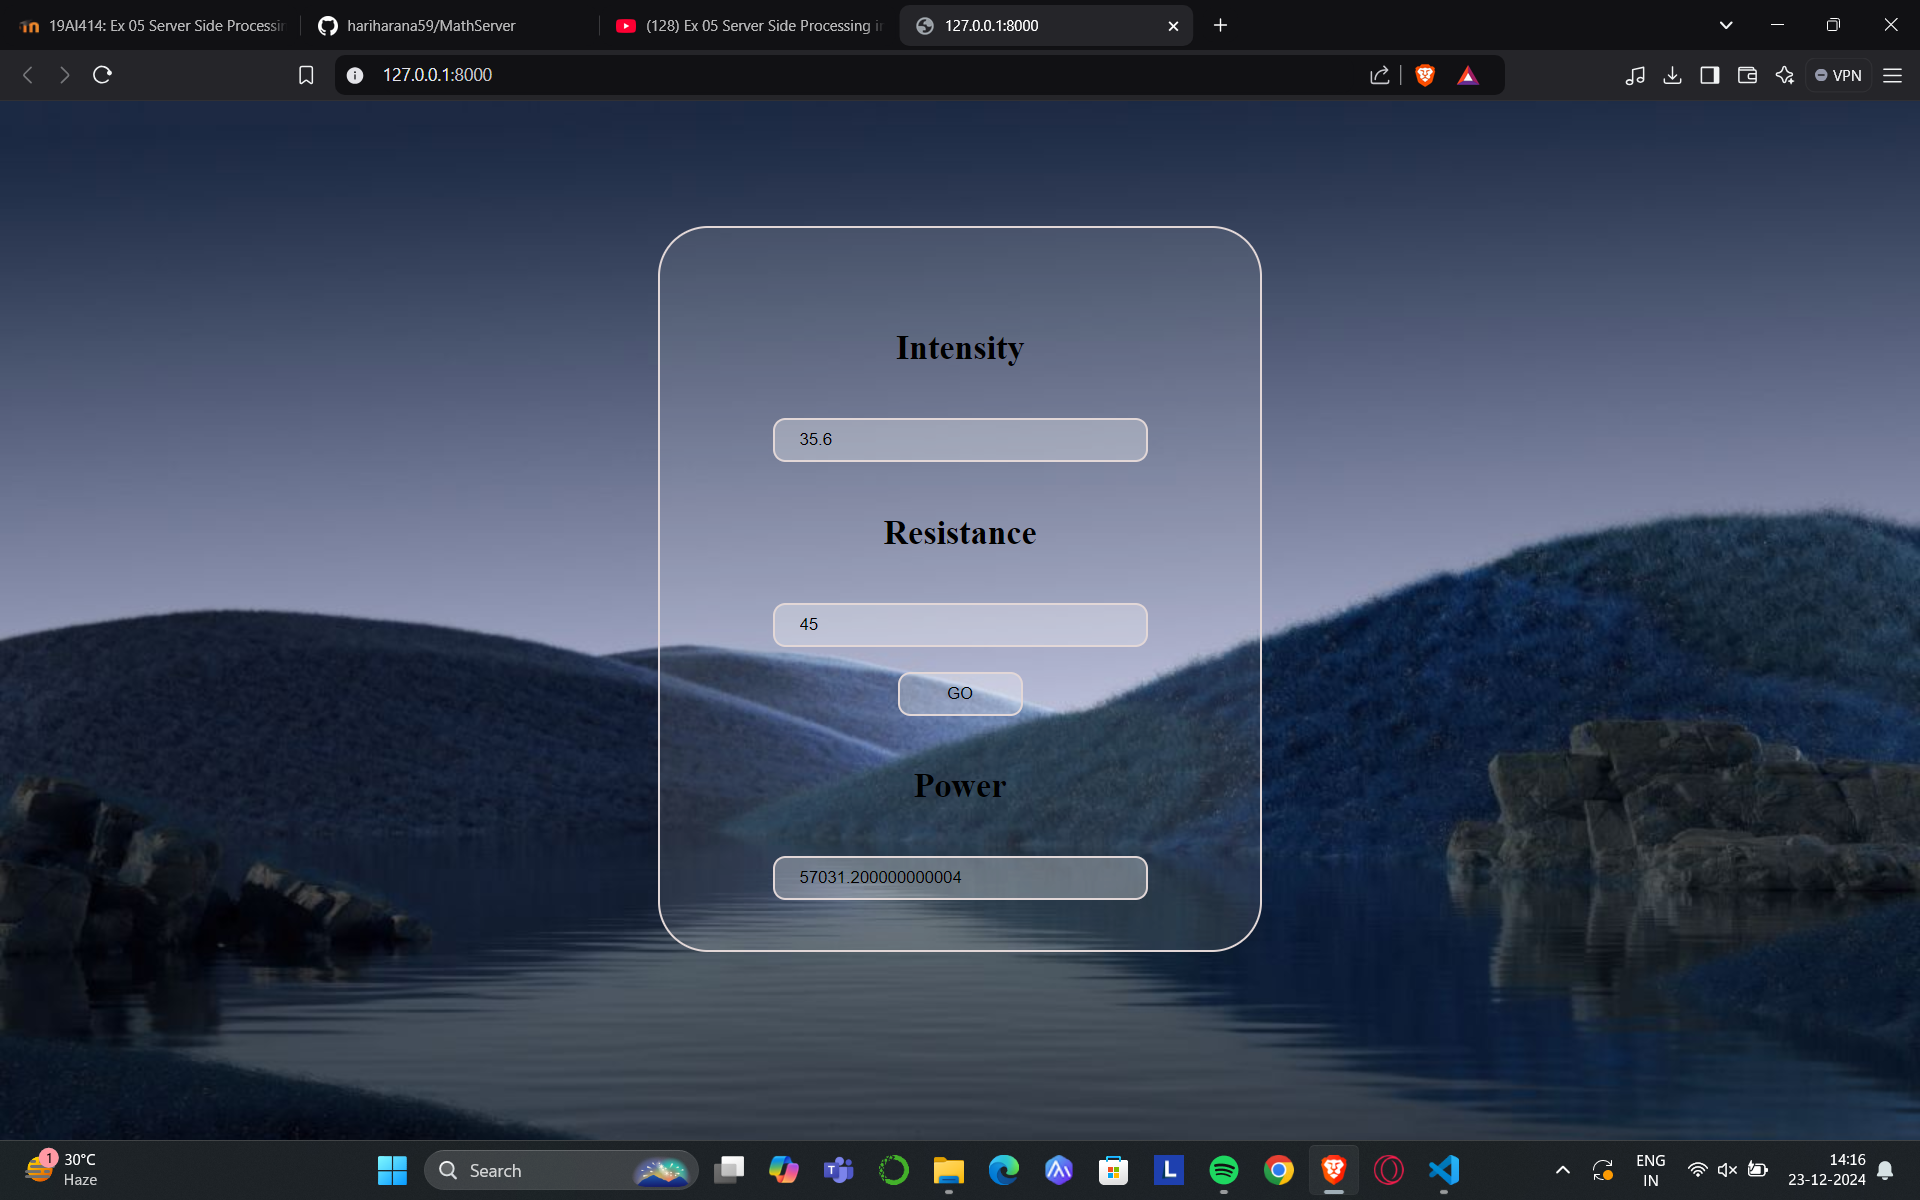 19AI414: Ex 05 Server Side Processin
hariharana59/MathServer
(128) Ex 05 Server Side Processing in
127.0.0.1:8000
127.0.0.1:8000
VPN
Intensity
35.6
Resistance
45
GO
Power
57031.200000000004
1
30°C
Haze
Search
T
L
ENG
IN
14:16
23-12-2024